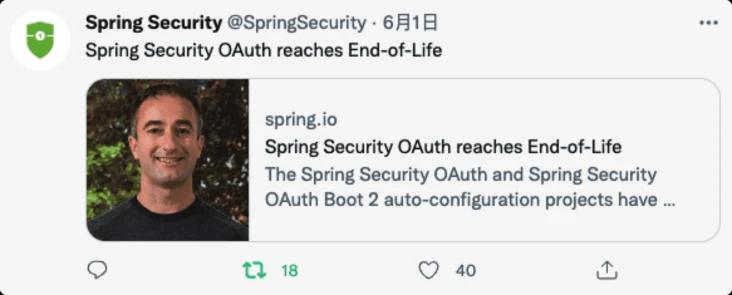 Spring Security @SpringSecurity · 6月1日
Spring Security OAuth reaches End-of-Life
spring.io
Spring Security OAuth reaches End-of-Life
The Spring Security OAuth and Spring Security
OAuth Boot 2 auto-configuration projects have ...
18 40